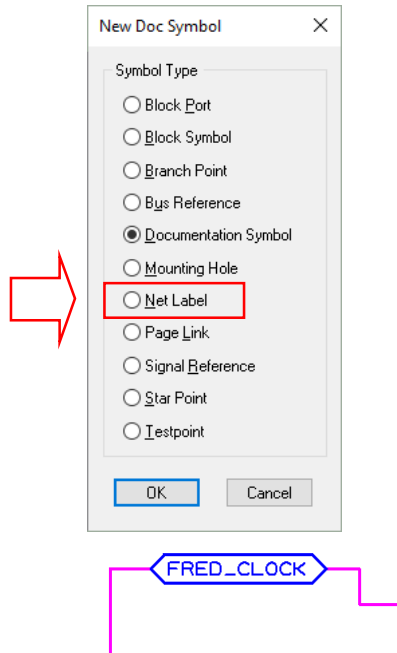 New Doc Symbol
Symbol Type
Block Port
Block Symbol
Branch Point
Bus Reference
Documentation Symbol
Mounting Hole
Net Label
Page Link
Signal Reference
Star Point
Testpoint
OK Cancel
FRED_CLOCK